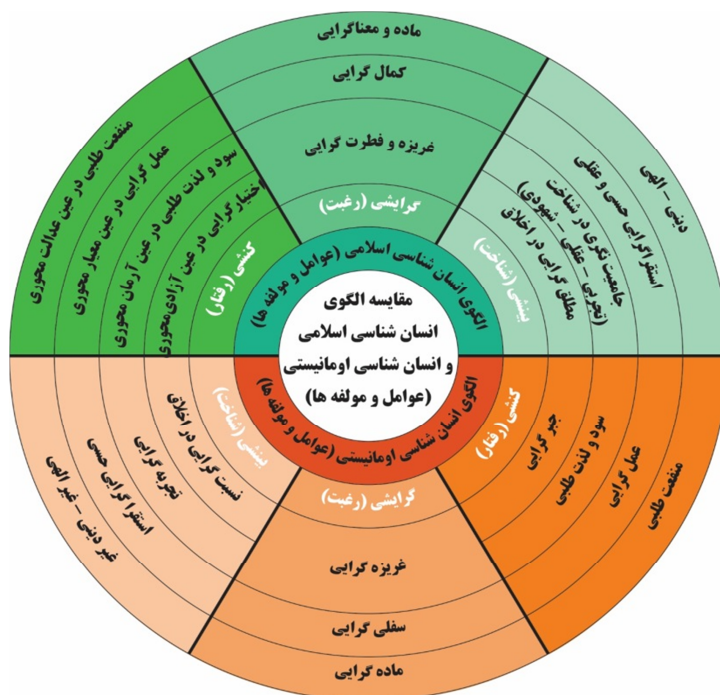 مقایسه الگوی
انسان شناسی اسلامی
و انسان شناسی اومانیستی
(عوامل و مولفه ها)
الگوی انسان شناسی اسلامی (عوامل و مولفه ها)
بینشی (شناخت)
مطلق گرایی در اخلاق
جامعیت نگری در شناخت
(تجربی - عقلی - شهودی)
استقراگرایی حسی و عقلی
دینی - الهی
گرایشی (رغبت)
غریزه و فطرت گرایی
کمال گرایی
ماده و معناگرایی
کنشی (رفتار)
اختیار گرایی در عین آزادی محوری
سود و لذت طلبی در عین آرمان محوری
عمل گرایی در عین معیار محوری
منفعت طلبی در عین عدالت محوری
الگوی انسان شناسی اومانیستی (عوامل و مولفه ها)
بینشی (شناخت)
نسبت گرایی در اخلاق
تجربه گرایی
استقرا گرایی حسی
غیر دینی - غیر الهی
گرایشی (رغبت)
غریزه گرایی
سفلی گرایی
ماده گرایی
کنشی (رفتار)
جبر گرایی
سود و لذت طلبی
عمل گرایی
منفعت طلبی